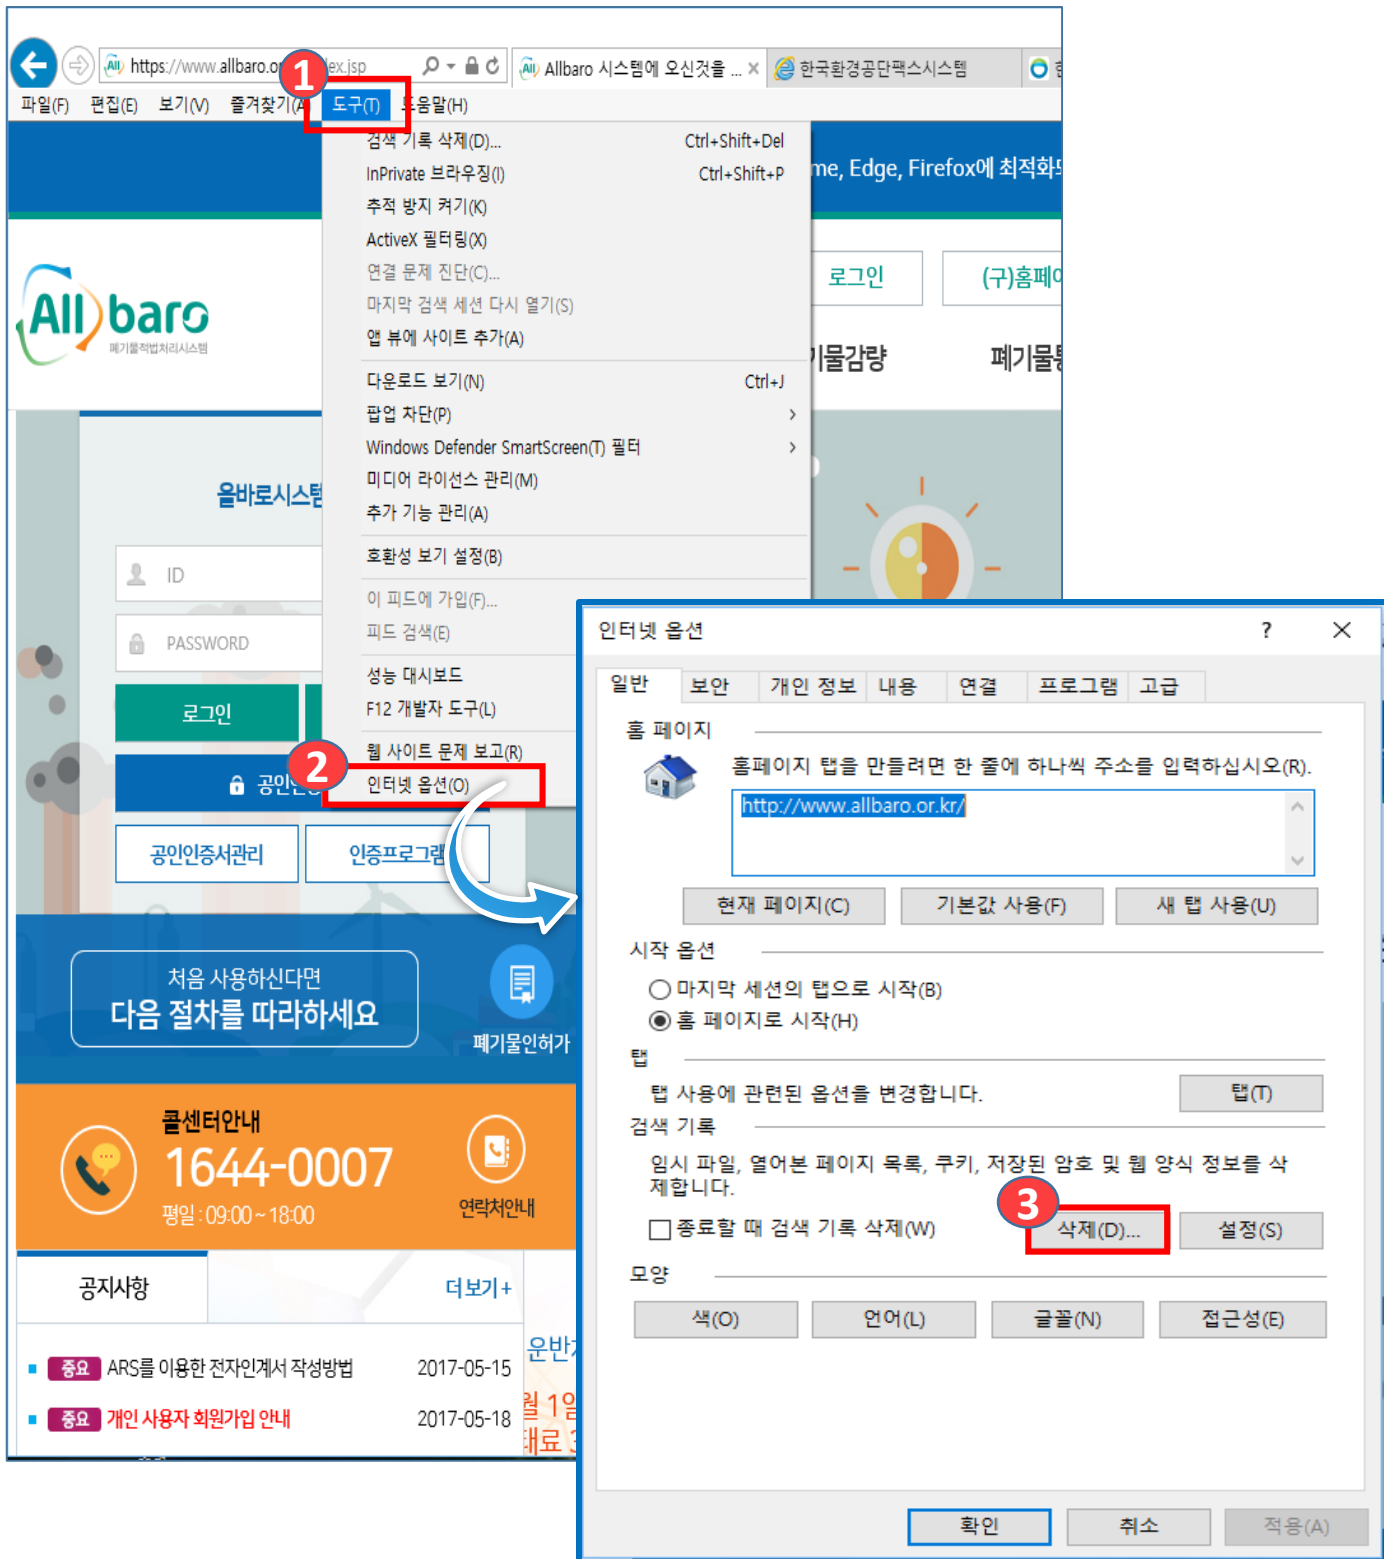 https://www.allbaro.or
ex.jsp
Allbaro 시스템에 오신것을 ...
한국환경공단팩스시스템
1
파일(F) 편집(E) 보기(V) 즐겨찾기(A) 도구(T) 도움말(H)
검색 기록 삭제(D)... Ctrl+Shift+Del
InPrivate 브라우징(I) Ctrl+Shift+P
추적 방지 켜기(K)
ActiveX 필터링(X)
연결 문제 진단(C)...
마지막 검색 세션 다시 열기(S)
앱 뷰에 사이트 추가(A)
다운로드 보기(N) Ctrl+J
팝업 차단(P)
Windows Defender SmartScreen(T) 필터
미디어 라이선스 관리(M)
추가 기능 관리(A)
호환성 보기 설정(B)
이 피드에 가입(F)...
피드 검색(E)
성능 대시보드
F12 개발자 도구(L)
웹 사이트 문제 보고(R)
2
인터넷 옵션(O)
me, Edge, Firefox에 최적화
로그인
(구)홈페이
기물감량
폐기물
Allbaro
폐기물적법처리시스템
올바로시스템
ID
PASSWORD
로그인
공인인
공인인증서관리
인증프로그램
처음 사용하신다면
다음 절차를 따라하세요
폐기물인허가
콜센터안내
1644-0007
평일 : 09:00 ~ 18:00
연락처안내
공지사항
더보기+
중요 ARS를 이용한 전자인계서 작성방법 2017-05-15
중요 개인 사용자 회원가입 안내 2017-05-18
운반
월 1일
인터넷 옵션
일반 보안 개인 정보 내용 연결 프로그램 고급
홈 페이지
홈페이지 탭을 만들려면 한 줄에 하나씩 주소를 입력하십시오(R).
http://www.allbaro.or.kr/
현재 페이지(C) 기본값 사용(F) 새 탭 사용(U)
시작 옵션
마지막 세션의 탭으로 시작(B)
홈 페이지로 시작(H)
탭
탭 사용에 관련된 옵션을 변경합니다. 탭(T)
검색 기록
임시 파일, 열어본 페이지 목록, 쿠키, 저장된 암호 및 웹 양식 정보를 삭
제합니다.
3
종료할 때 검색 기록 삭제(W) 삭제(D)... 설정(S)
모양
색(O) 언어(L) 글꼴(N) 접근성(E)
확인 취소 적용(A)